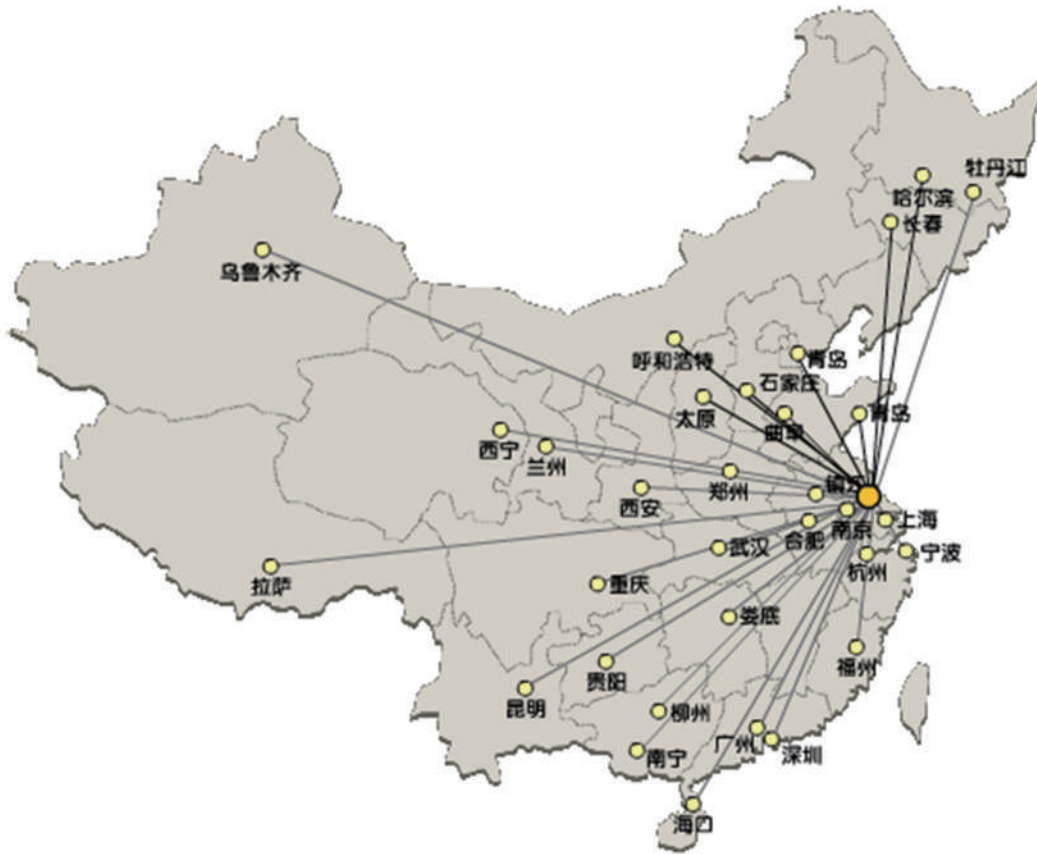 牡丹江
哈尔滨
长春
乌鲁木齐
呼和浩特
青岛
石家庄
太原
青岛
曲阜
西宁
兰州
郑州
西安
南京
上海
合肥
武汉
宁波
杭州
拉萨
重庆
娄底
福州
贵阳
昆明
柳州
广州
南宁
深圳
海口